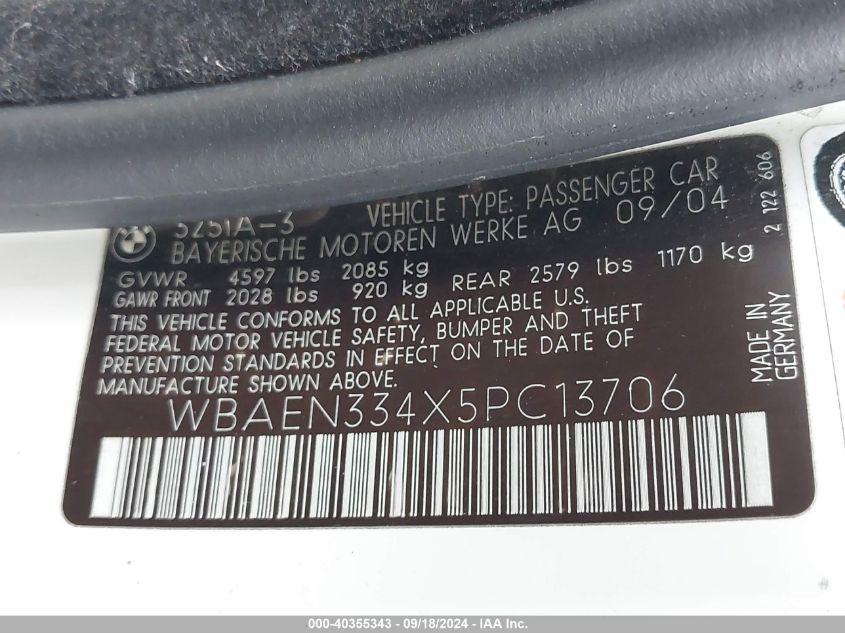 325iA-3 VEHICLE TYPE: PASSENGER CAR
BAYERISCHE MOTOREN WERKE AG 09/04
GVWR 4597 lbs 2085 kg
GAWR FRONT 2028 lbs 920 kg REAR 2579 lbs 1170 kg
THIS VEHICLE CONFORMS TO ALL APPLICABLE U.S.
FEDERAL MOTOR VEHICLE SAFETY, BUMPER AND THEFT
PREVENTION STANDARDS IN EFFECT ON THE DATE OF
MANUFACTURE SHOWN ABOVE.
WBAEN334X5PC13706
2 122 606
MADE IN
GERMANY
000-40355343 - 09/18/2024 - IAA Inc.